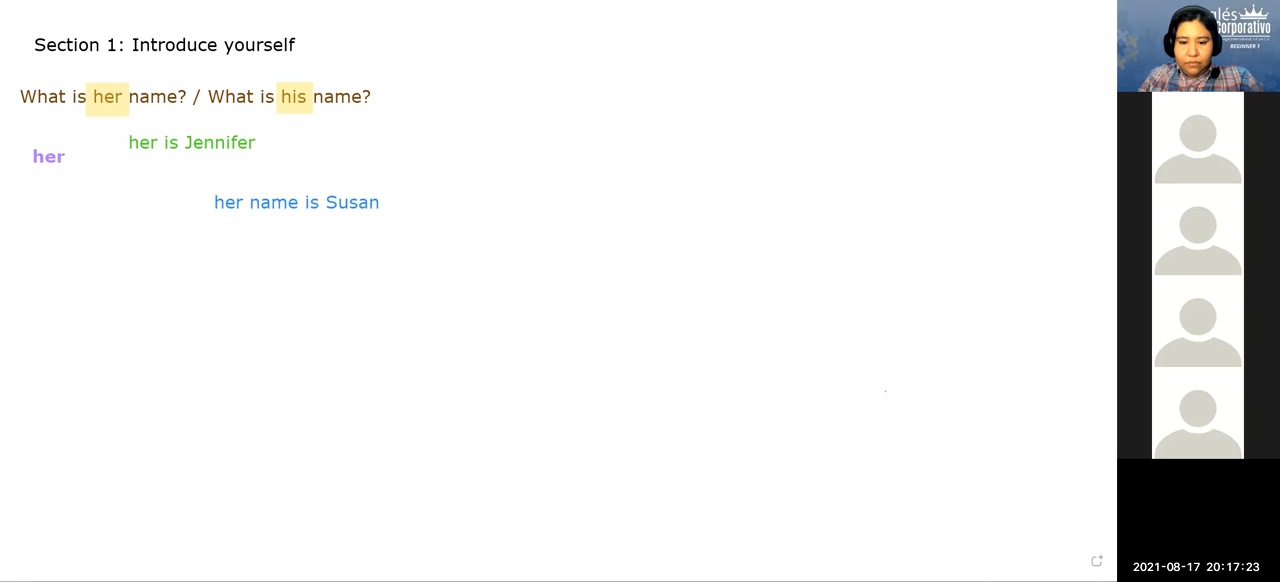 Section 1: Introduce yourself
What is her name? / What is his name?
her is Jennifer
her
her name is Susan
glés
Corporativo
BEGINNER 1
2021-08-17 20:17:23